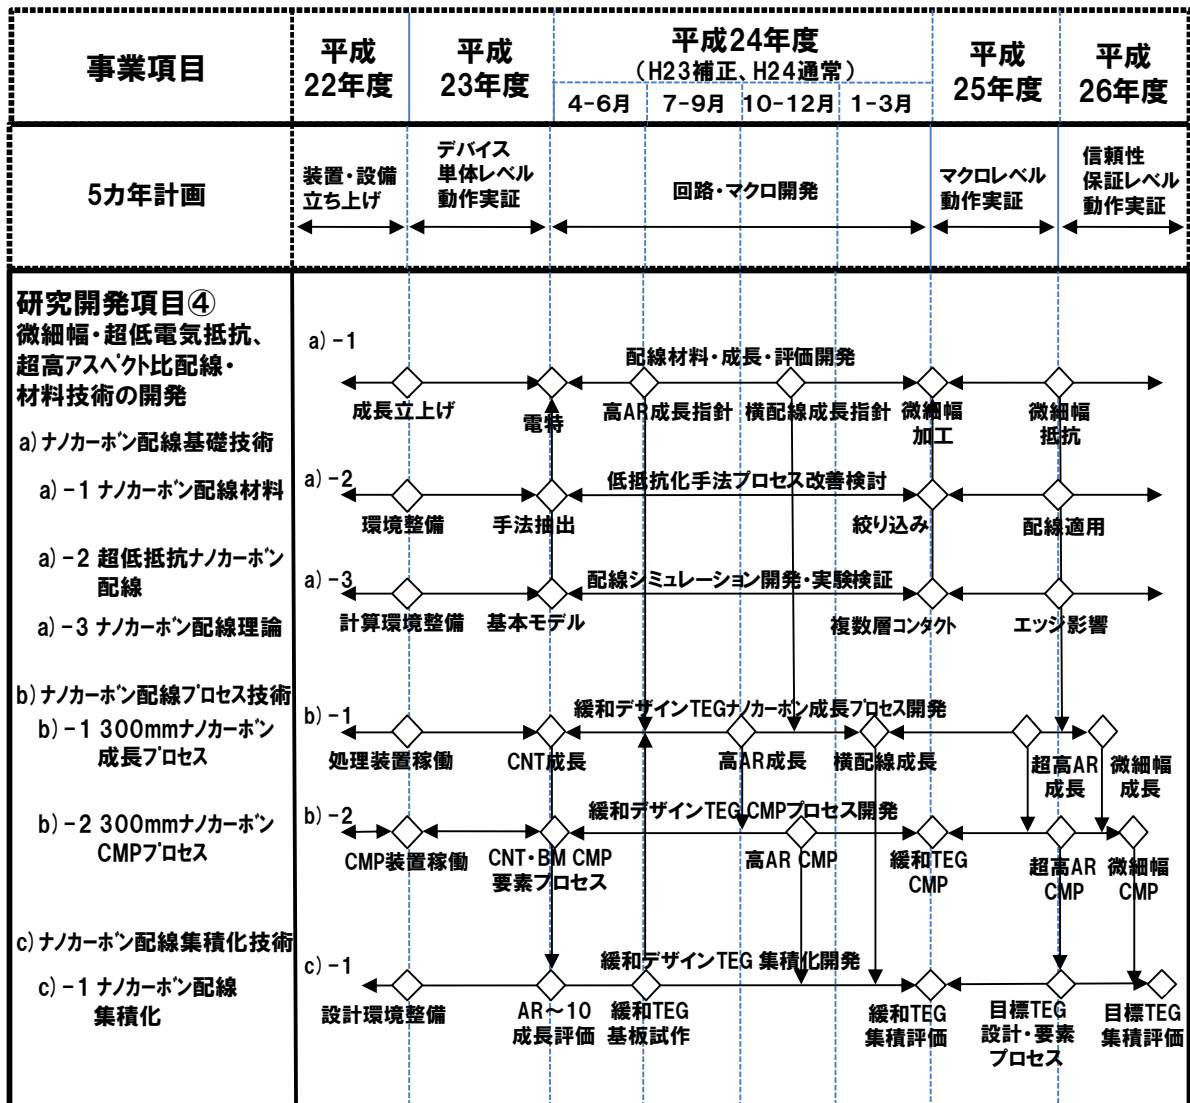 事業項目
平成
22年度
平成
23年度
平成24年度
(H23補正、H24通常)
4-6月
7-9月
10-12月
1-3月
平成
25年度
平成
26年度
5カ年計画
装置・設備
立ち上げ
デバイス
単体レベル
動作実証
回路・マクロ開発
マクロレベル
動作実証
信頼性
保証レベル
動作実証
研究開発項目④
微細幅・超低電気抵抗、
超高アスペクト比配線・
材料技術の開発
a)ナノカーボン配線基礎技術
a)-1 ナノカーボン配線材料
a)-2 超低抵抗ナノカーボン
配線
a)-3 ナノカーボン配線理論
b)ナノカーボン配線プロセス技術
b)-1 300mmナノカーボン
成長プロセス
b)-2 300mmナノカーボン
CMPプロセス
c)ナノカーボン配線集積化技術
c)-1 ナノカーボン配線
集積化
a)-1
配線材料・成長・評価開発
成長立上げ
電特
高AR成長指針
横配線成長指針
微細幅
加工
微細幅
抵抗
a)-2
低抵抗化手法プロセス改善検討
環境整備
手法抽出
絞り込み
配線適用
a)-3
配線シミュレーション開発・実験検証
計算環境整備
基本モデル
複数層コンタクト
エッジ影響
b)-1
緩和デザインTEGナノカーボン成長プロセス開発
処理装置稼働
CNT成長
高AR成長
横配線成長
超高AR
成長
微細幅
成長
b)-2
緩和デザインTEG CMPプロセス開発
CMP装置稼働
CNT・BM CMP
要素プロセス
高AR CMP
緩和TEG
CMP
超高AR
CMP
微細幅
CMP
c)-1
緩和デザインTEG 集積化開発
設計環境整備
AR～10
成長評価
緩和TEG
基板試作
緩和TEG
集積評価
目標TEG
設計・要素
プロセス
目標TEG
集積評価